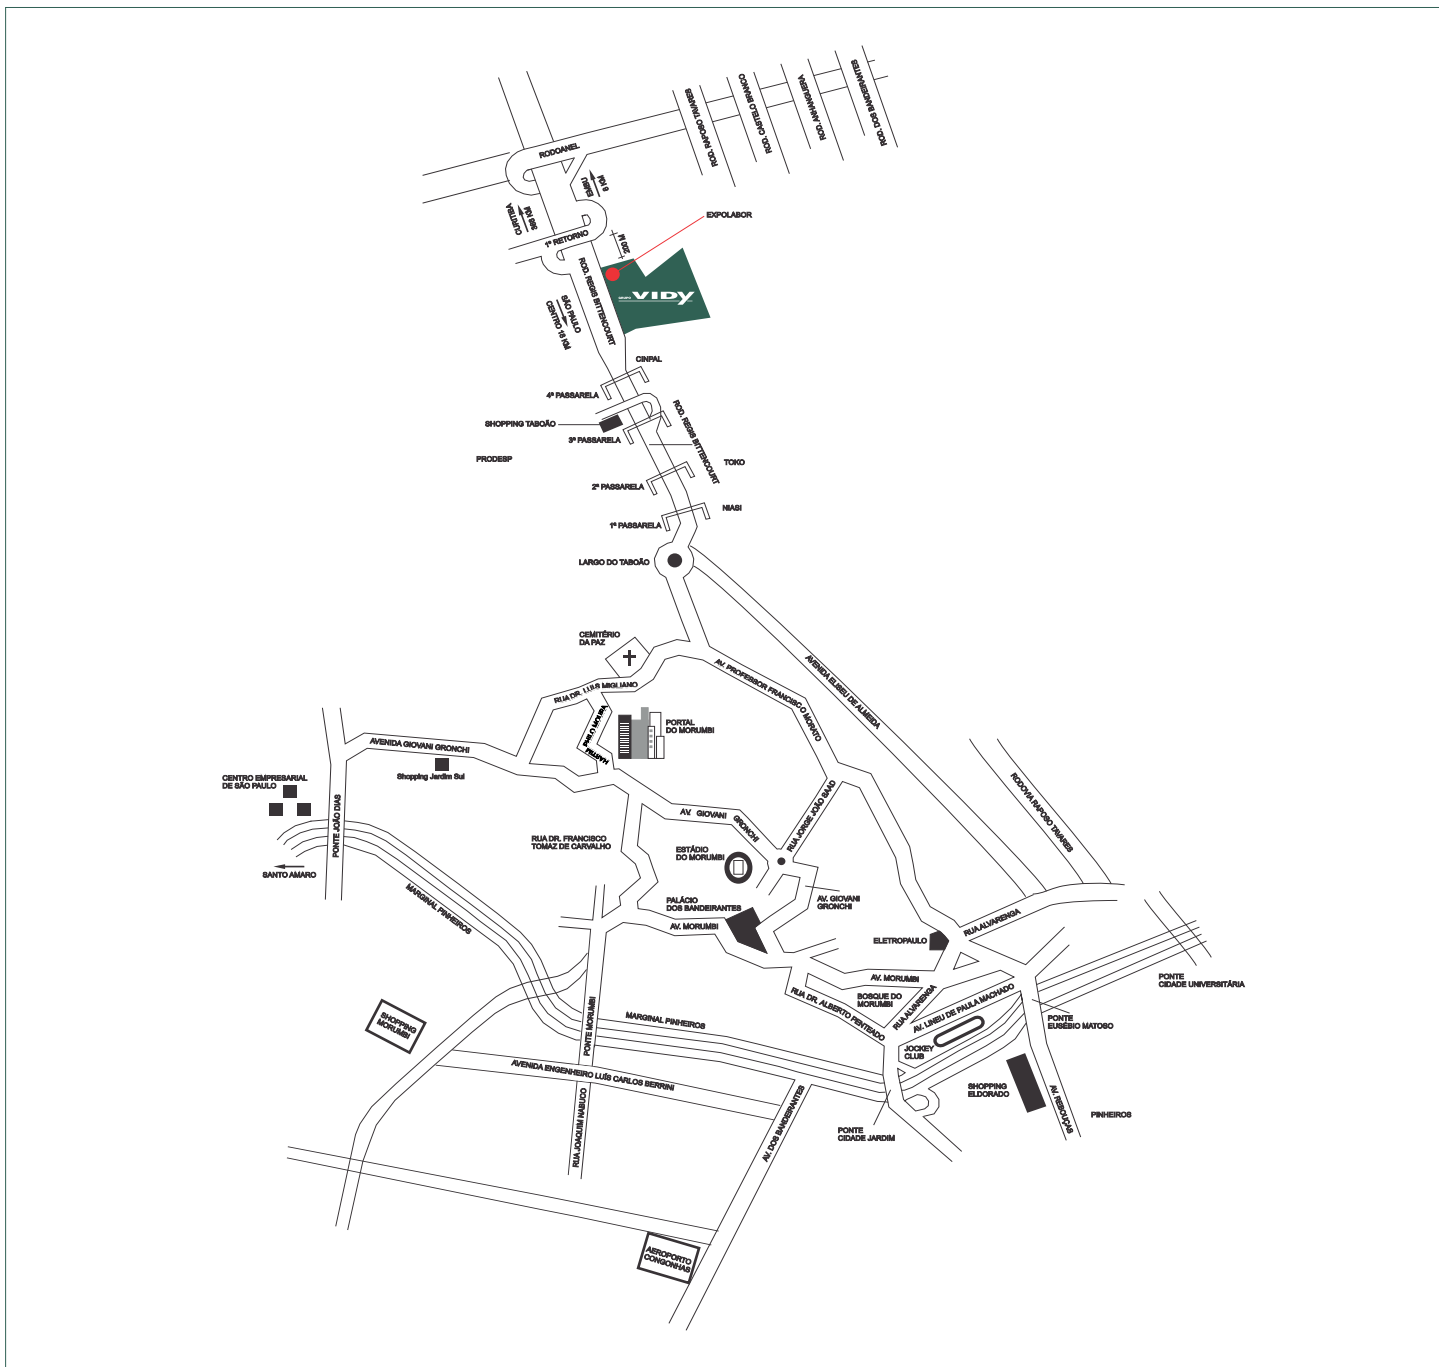 ROD. RAPOSO TAVARES
ROD. CASTELO BRANCO
ROD. ANHANGUERA
ROD. DOS BANDEIRANTES
RODOANEL
EMBU
8 KM
CURITIBA
398 KM
EXPOLABOR
1º RETORNO
200 M
ROD. REGIS BITTENCOURT
GRUPO VIDY
SÃO PAULO
CENTRO 18 KM
CINPAL
4ª PASSARELA
SHOPPING TABOÃO
3ª PASSARELA
ROD. REGIS BITTENCOURT
PRODESP
TOKO
2ª PASSARELA
NIASI
1ª PASSARELA
LARGO DO TABOÃO
CEMITÉRIO
DA PAZ
AV. PROFESSOR FRANCISCO MORATO
AVENIDA ELISEU DE ALMEIDA
RUA DR. LUIS MIGLIANO
PORTAL
DO MORUMBI
AVENIDA GIOVANI GRONCHI
Shopping Jardim Sul
CENTRO EMPRESARIAL
DE SÃO PAULO
PONTE JOÃO DIAS
SANTO AMARO
RUA DR. FRANCISCO
TOMAZ DE CARVALHO
AV. GIOVANI GRONCHI
RUA JORGE JOÃO SAAD
RODOVIA RAPOSO TAVARES
ESTÁDIO
DO MORUMBI
PALÁCIO
DOS BANDEIRANTES
AV. GIOVANI
GRONCHI
MARGINAL PINHEIROS
AV. MORUMBI
ELETROPAULO
RUA ALVARENGA
AV. MORUMBI
BOSQUE DO
MORUMBI
RUA ALVARENGA
PONTE
CIDADE UNIVERSITÁRIA
RUA DR. ALBERTO PENTEADO
AV. LINEU DE PAULA MACHADO
PONTE
EUSÉBIO MATOSO
SHOPPING
MORUMBI
PONTE MORUMBI
MARGINAL PINHEIROS
JOCKEY
CLUB
AVENIDA ENGENHEIRO LUÍS CARLOS BERRINI
SHOPPING
ELDORADO
AV. REBOUÇAS
PINHEIROS
RUA JOAQUIM NABUCO
AV. DOS BANDEIRANTES
PONTE
CIDADE JARDIM
AEROPORTO
CONGONHAS